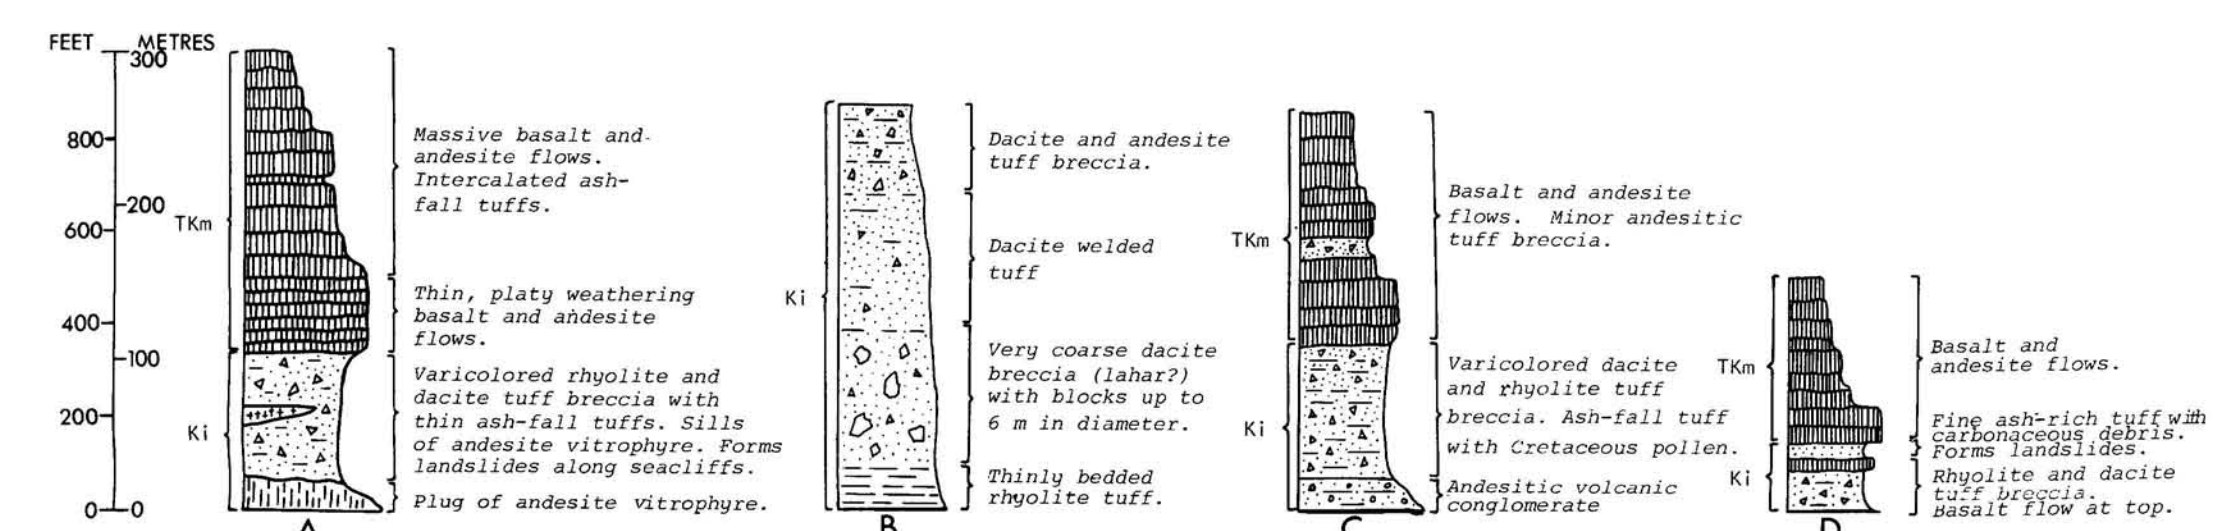 FEET METRES
300
800
200
600
400
100
200
0 0
TKm
Ki
Massive basalt and
andesite flows.
Intercalated ash-
fall tuffs.
Thin, platy weathering
basalt and andesite
flows.
Varicolored rhyolite and
dacite tuff breccia with
thin ash-fall tuffs. Sills
of andesite vitrophyre. Forms
landslides along seacliffs.
Plug of andesite vitrophyre.
A
Ki
Dacite and andesite
tuff breccia.
Dacite welded
tuff
Very coarse dacite
breccia (lahar?)
with blocks up to
6 m in diameter.
Thinly bedded
rhyolite tuff.
B
TKm
Ki
Basalt and andesite
flows. Minor andesitic
tuff breccia.
Varicolored dacite
and rhyolite tuff
breccia. Ash-fall tuff
with Cretaceous pollen.
Andesitic volcanic
conglomerate
C
TKm
Ki
Basalt and
andesite flows.
Fine ash-rich tuff with
carbonaceous debris.
Forms landslides.
Rhyolite and dacite
tuff breccia.
Basalt flow at top.
D